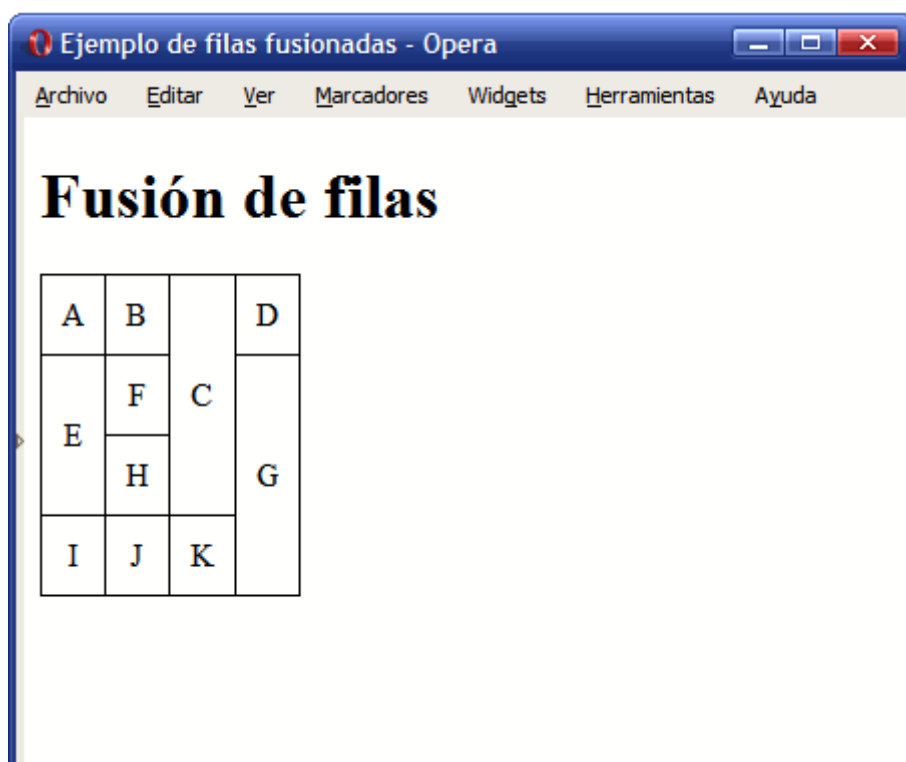 Ejemplo de filas fusionadas - Opera
Archivo Editar Ver Marcadores Widgets Herramientas Ayuda
Fusión de filas
A B C D
E F G
H
I J K